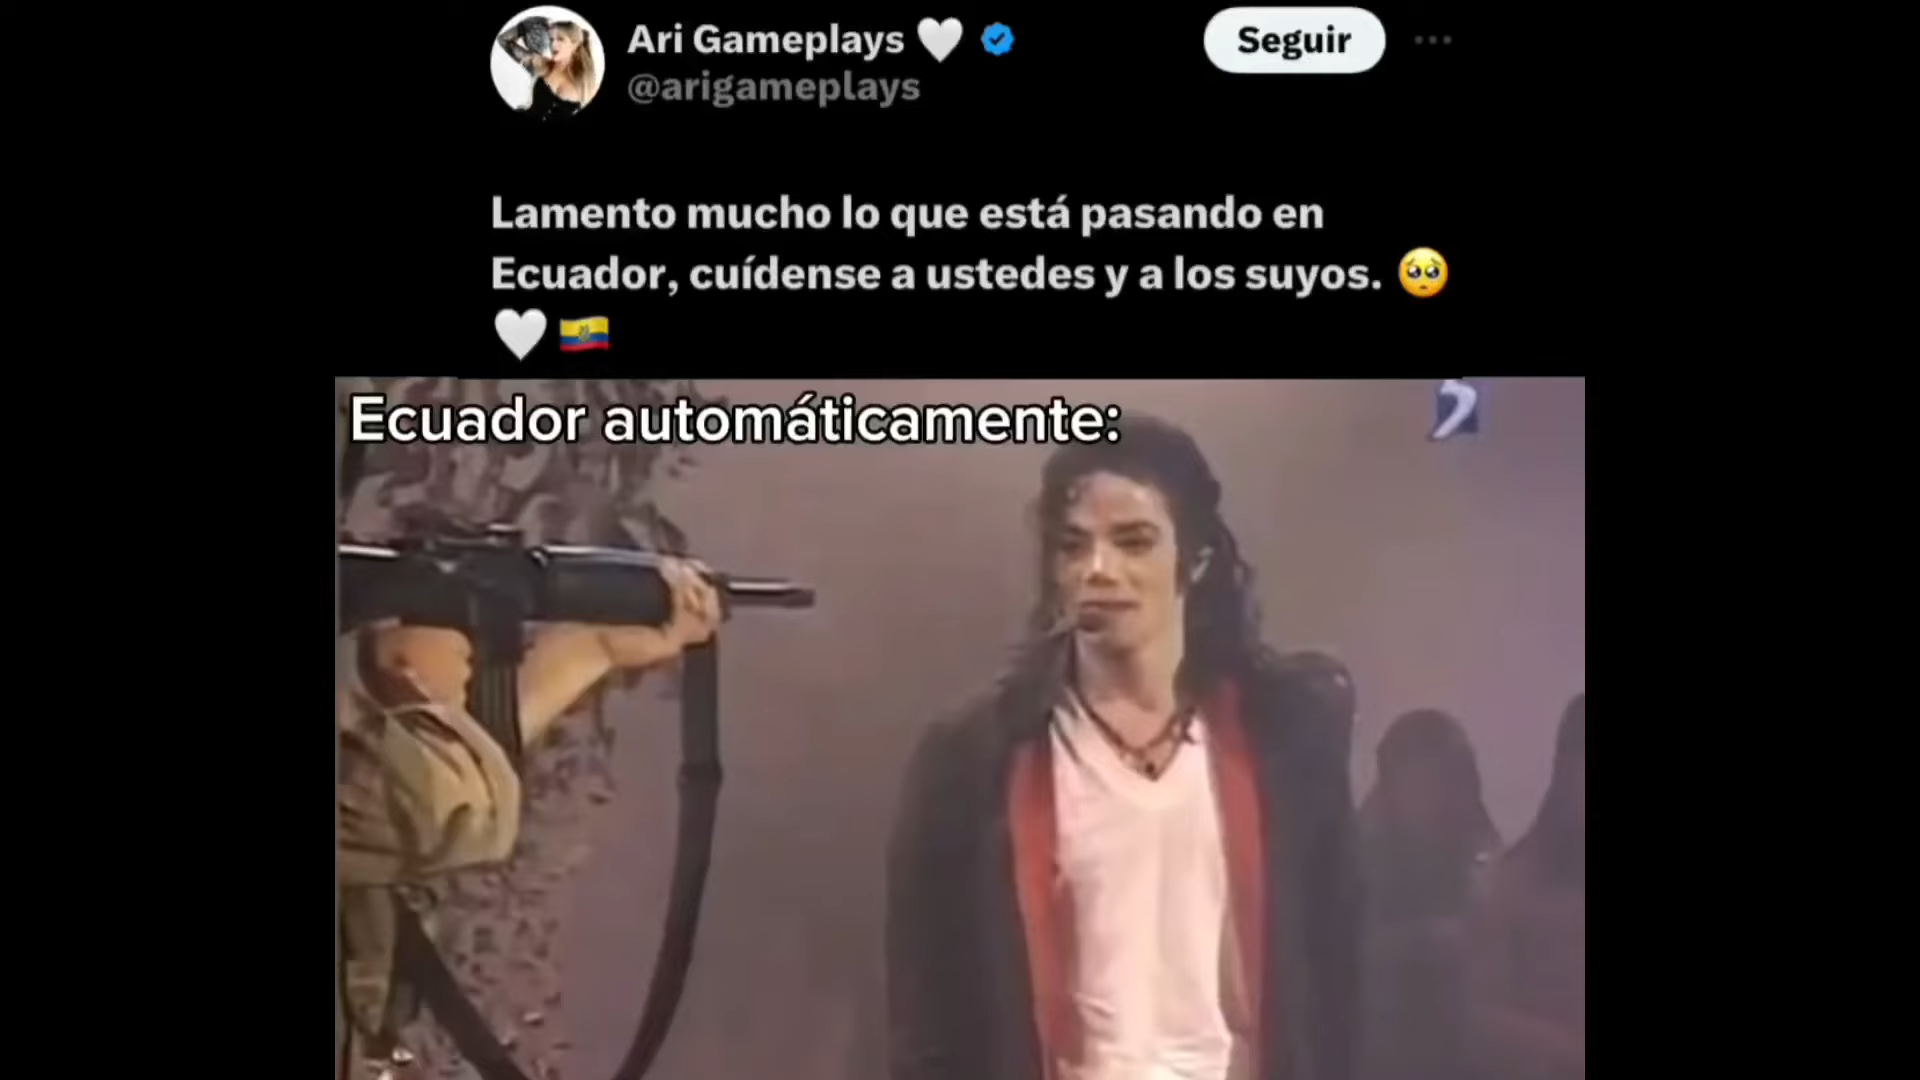 Ari Gameplays 🤍
Seguir
@arigameplays
Lamento mucho lo que está pasando en
Ecuador, cuídense a ustedes y a los suyos. 🥺
🤍 🇪🇨
Ecuador automáticamente: